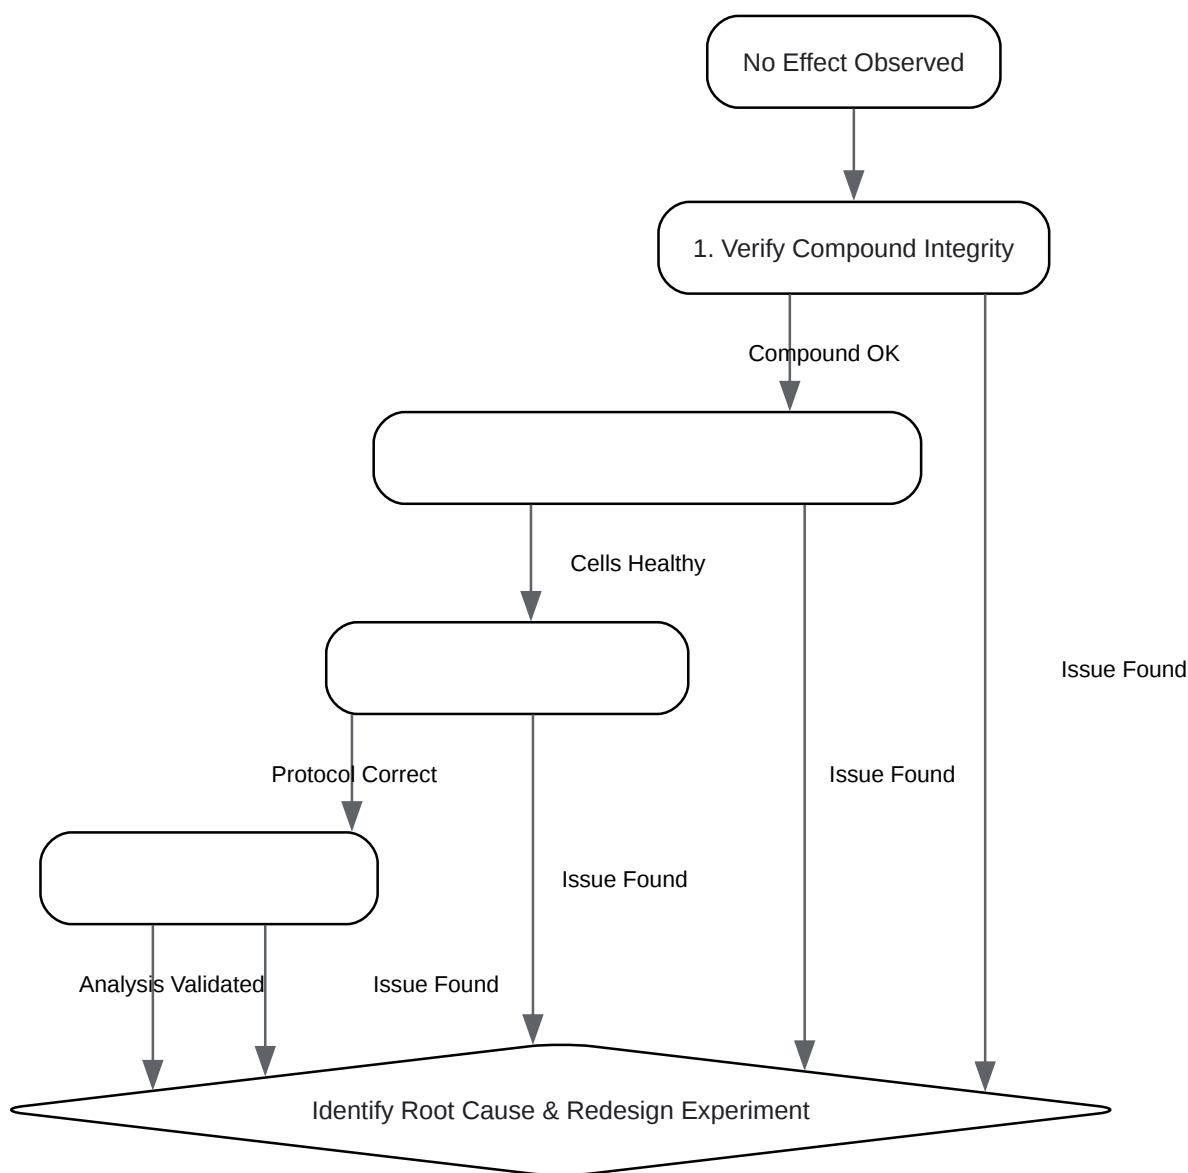 No Effect Observed
1. Verify Compound Integrity
Compound OK
Cells Healthy
Issue Found
Protocol Correct
Issue Found
Issue Found
Analysis Validated
Issue Found
Identify Root Cause & Redesign Experiment